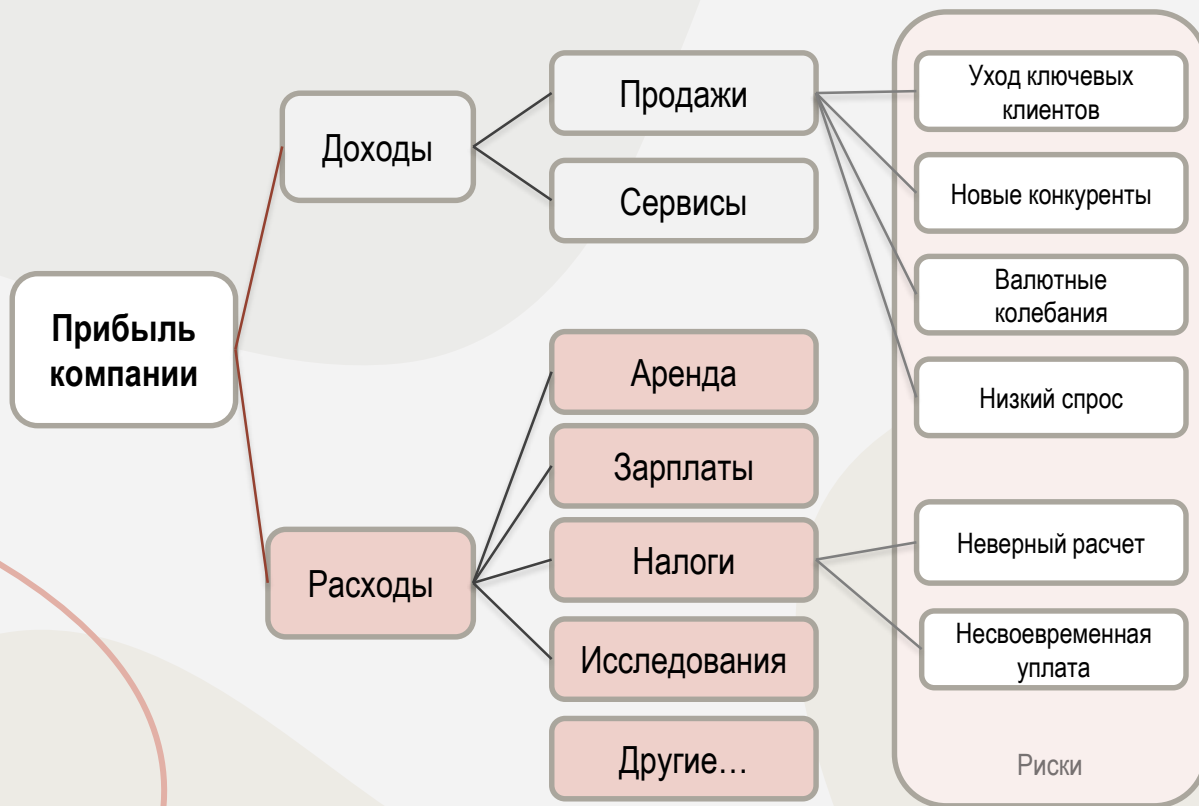 Прибыль
компании
Доходы
Расходы
Продажи
Сервисы
Аренда
Зарплаты
Налоги
Исследования
Другие…
Уход ключевых
клиентов
Новые конкуренты
Валютные
колебания
Низкий спрос
Неверный расчет
Несвоевременная
уплата
Риски